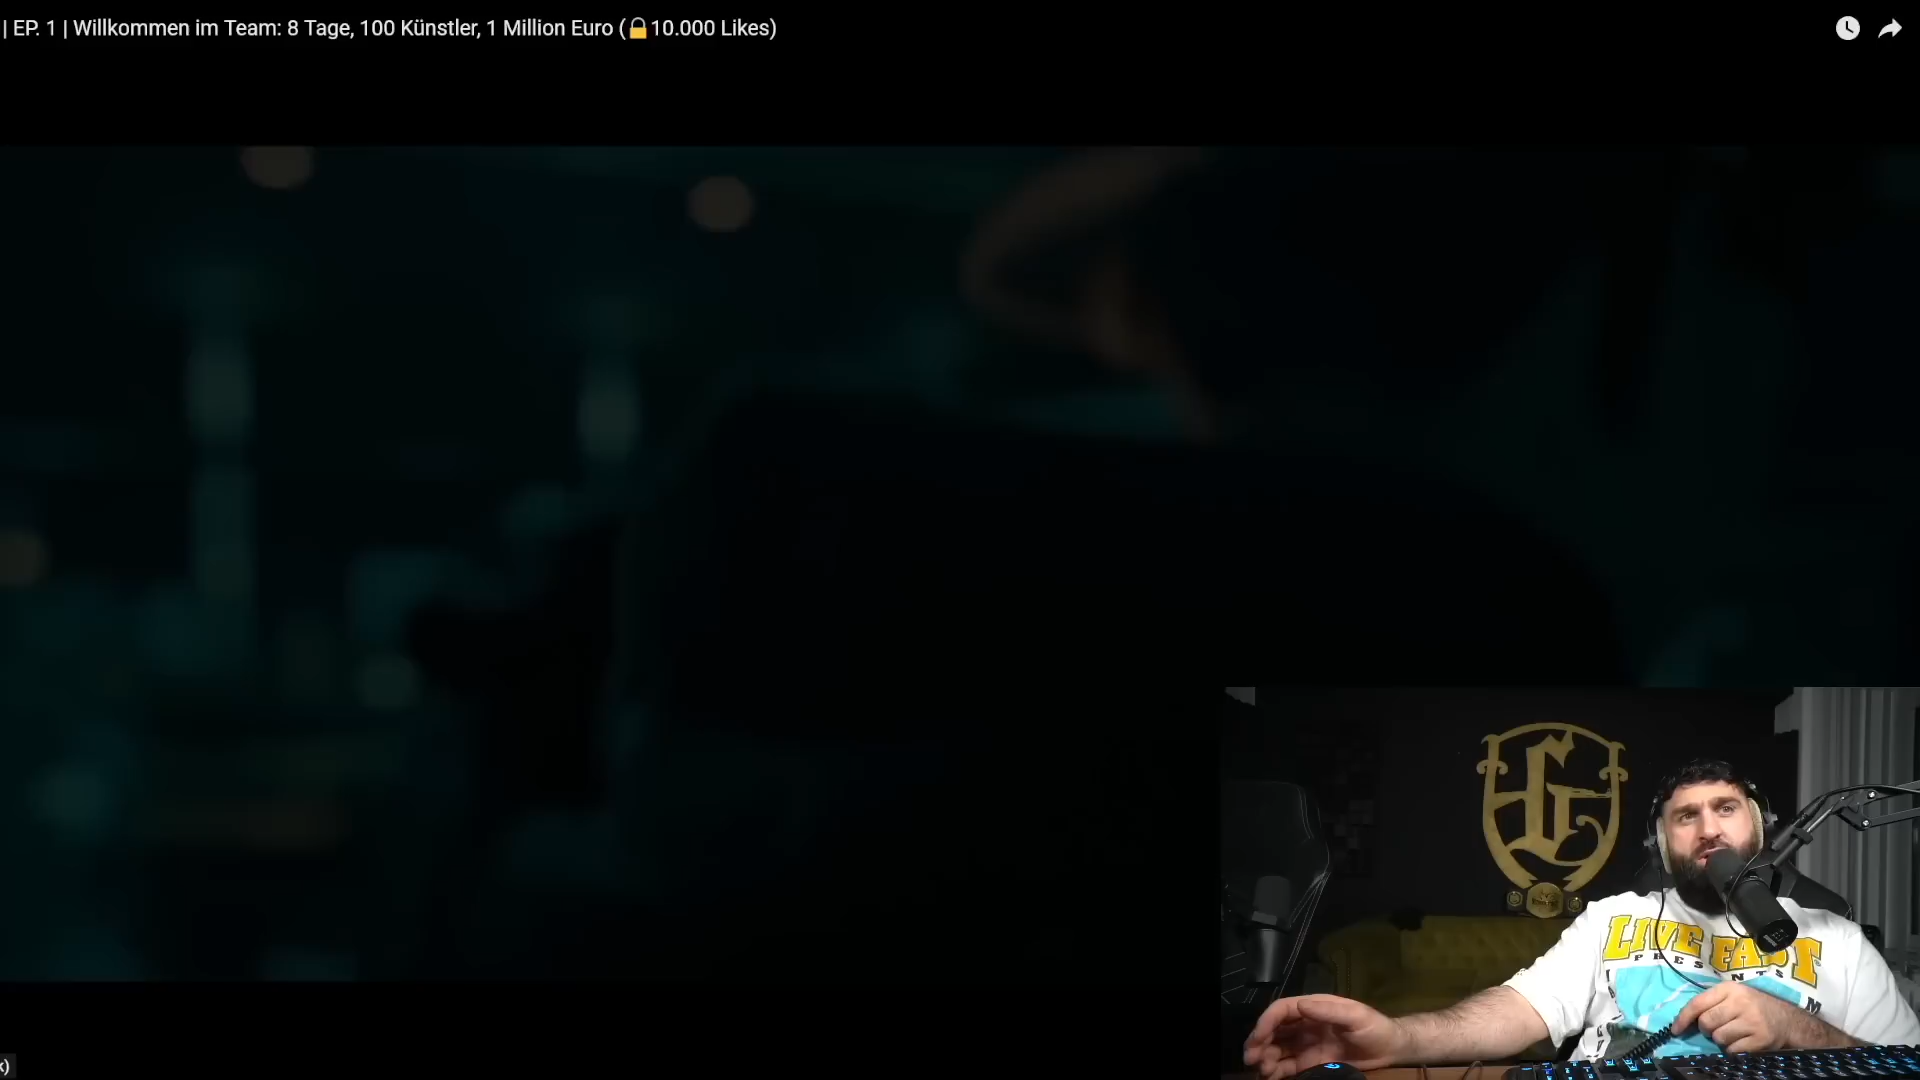 | EP. 1 | Willkommen im Team: 8 Tage, 100 Künstler, 1 Million Euro (🔒10.000 Likes)
LIVE FAST
PRESENTS